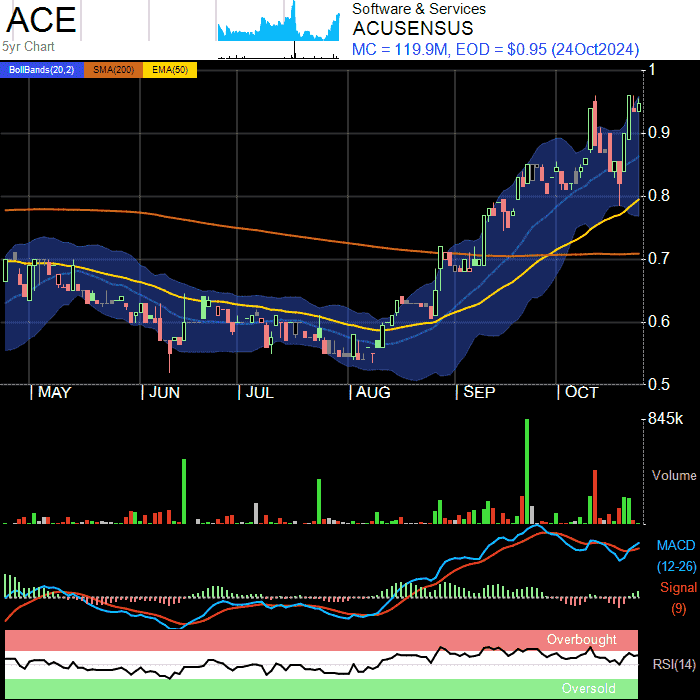 ACE
5yr Chart
Software & Services
ACUSENSUS
MC = 119.9M, EOD = $0.95 (24Oct2024)
BollBands(20,2) SMA(200) EMA(50)
1
0.9
0.8
0.7
0.6
0.5
MAY JUN JUL AUG SEP OCT
845k
Volume
MACD
(12-26)
Signal
(9)
Overbought
RSI(14)
Oversold